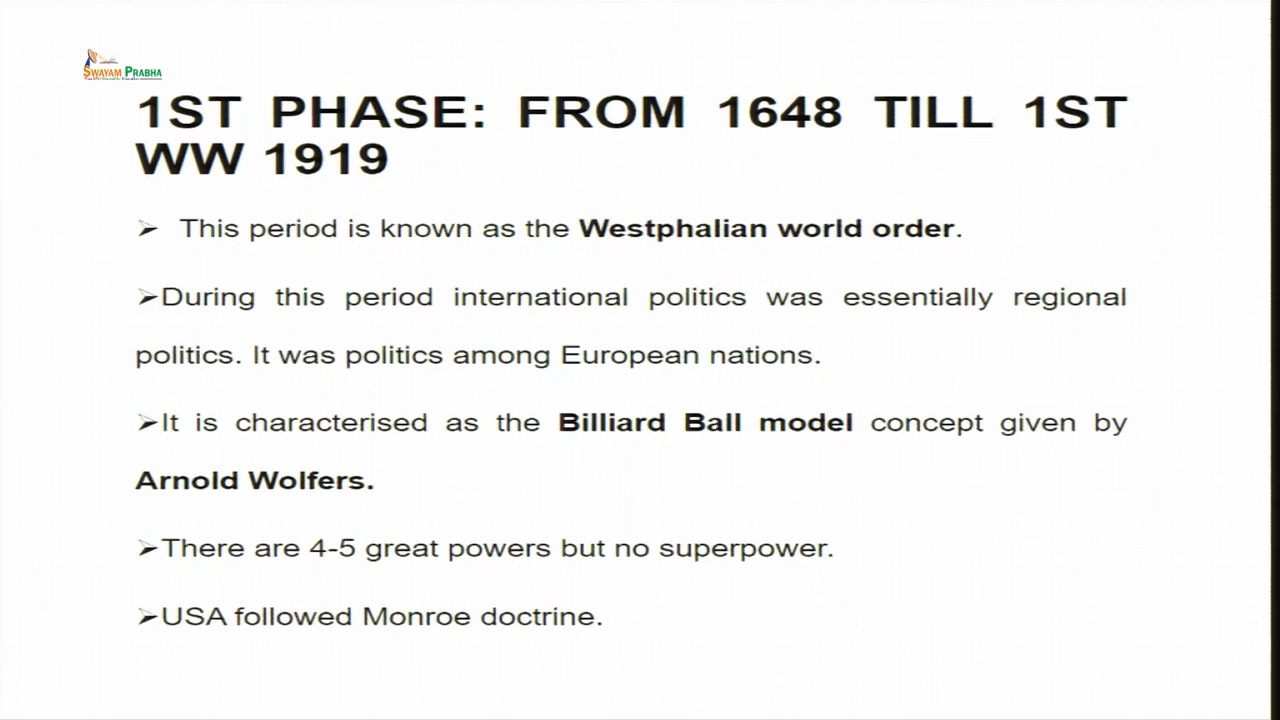 SWAYAM PRABHA
1ST PHASE: FROM 1648 TILL 1ST
WW 1919
➢ This period is known as the Westphalian world order.
➢During this period international politics was essentially regional
politics. It was politics among European nations.
➢It is characterised as the Billiard Ball model concept given by
Arnold Wolfers.
➢There are 4-5 great powers but no superpower.
➢USA followed Monroe doctrine.